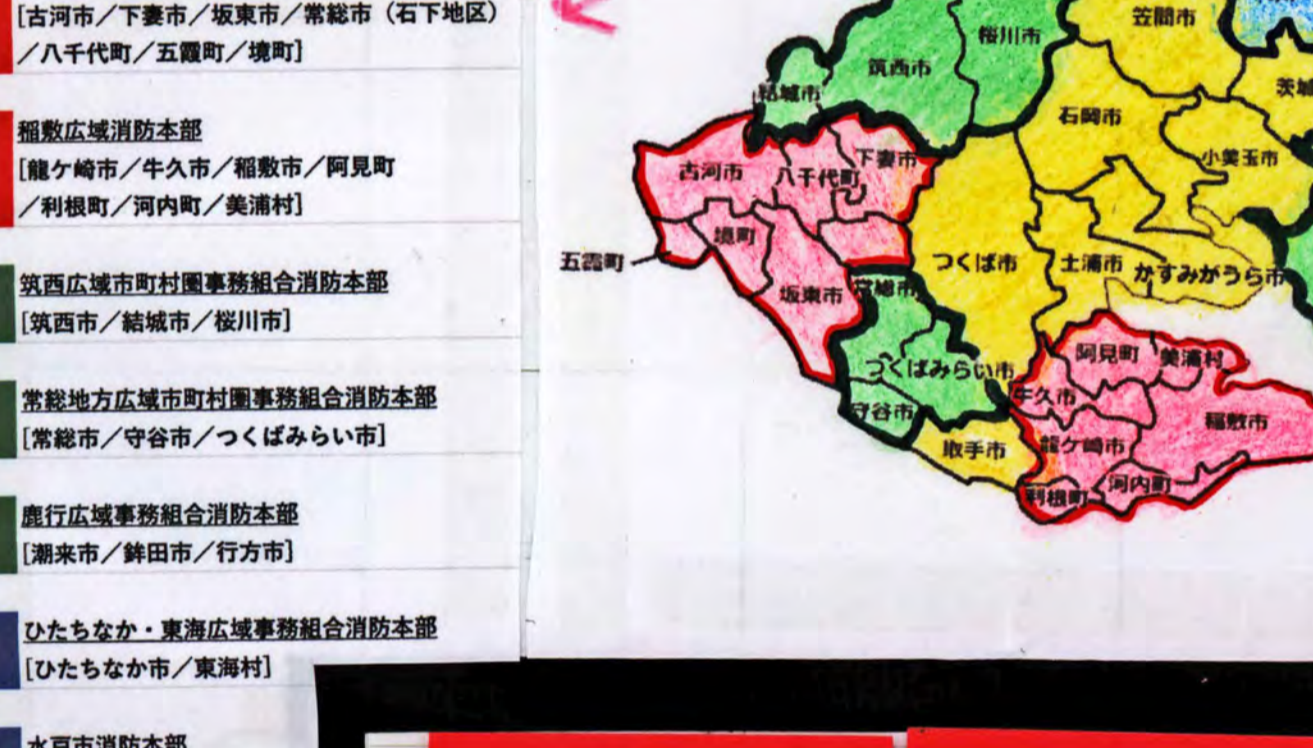 [古河市／下妻市／坂東市／常総市（石下地区）
／八千代町／五霞町／境町]
稲敷広域消防本部
[龍ケ崎市／牛久市／稲敷市／阿見町
／利根町／河内町／美浦村]
筑西広域市町村圏事務組合消防本部
[筑西市／結城市／桜川市]
常総地方広域市町村圏事務組合消防本部
[常総市／守谷市／つくばみらい市]
鹿行広域事務組合消防本部
[潮来市／鉾田市／行方市]
ひたちなか・東海広域事務組合消防本部
[ひたちなか市／東海村]
水戸市消防本部
笠間市
桜川市
筑西市
結城市
茨城
石岡市
小美玉市
下妻市
古河市
八千代町
境町
五霞町
つくば市
土浦市
かすみがうら市
坂東市
常総市
阿見町
美浦村
つくばみらい市
牛久市
守谷市
稲敷市
取手市
龍ケ崎市
利根町
河内町